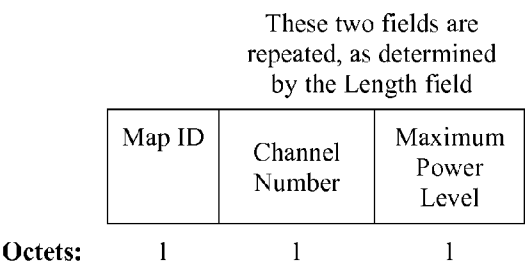 These two fields are
repeated, as determined
by the Length field
Map ID
Channel
Number
Maximum
Power
Level
Octets: 1 1 1